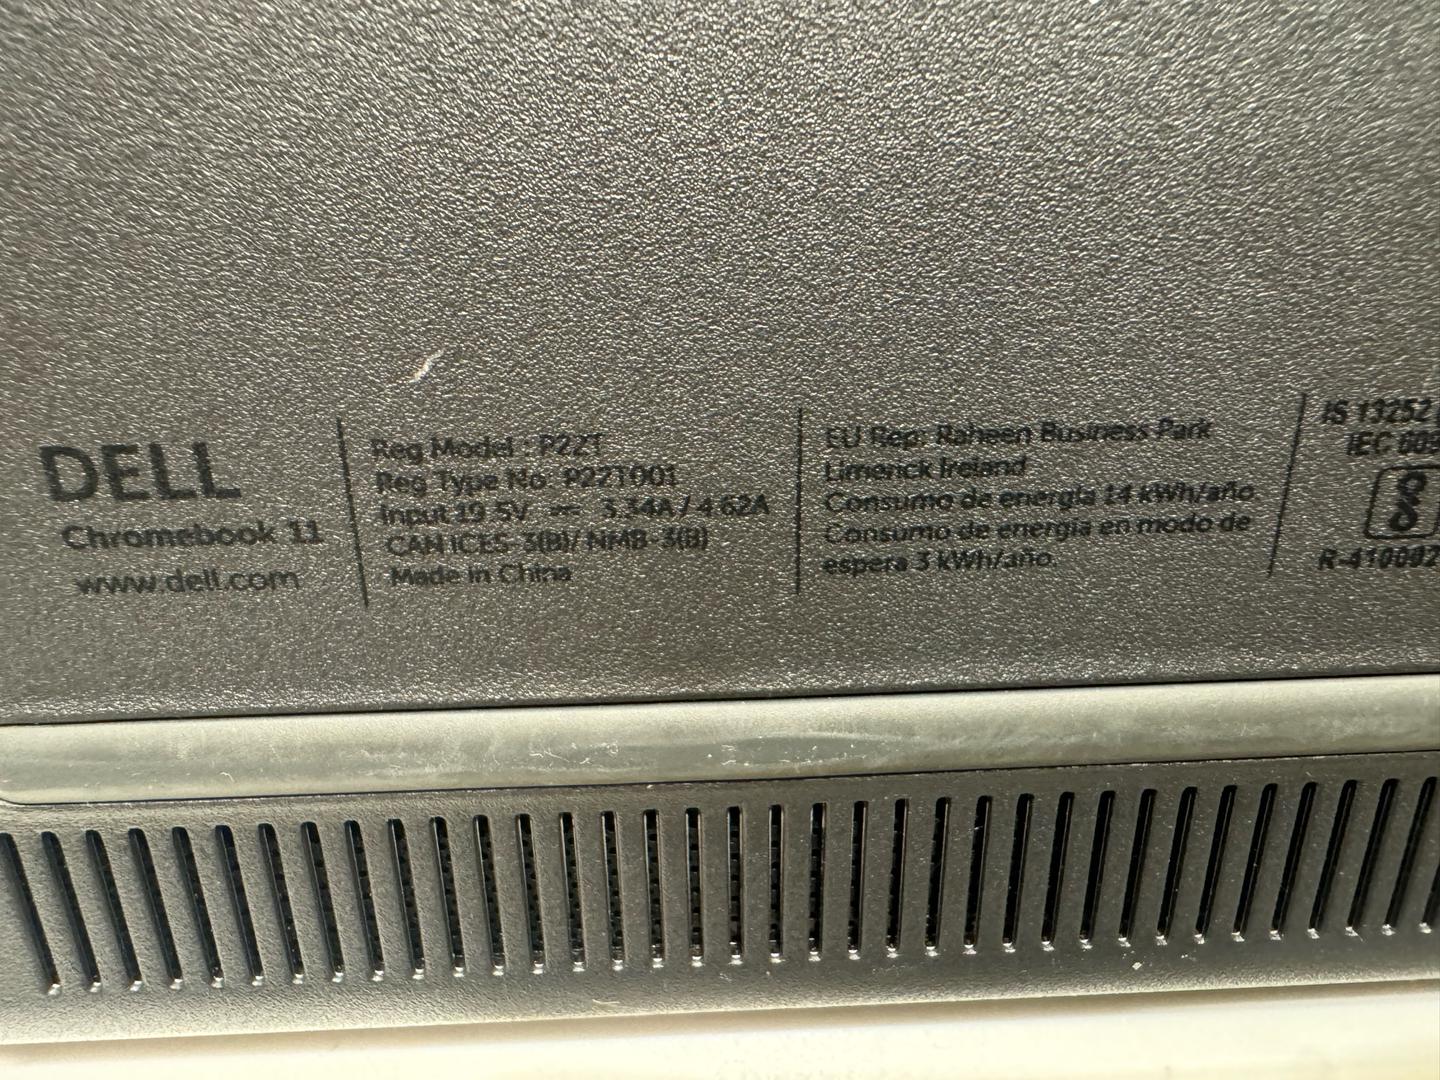 DELL
Chromebook 11
www.dell.com
Reg Model : P22T
Reg Type No: P22T001
Input 19.5V ⎓ 3.34A / 4.62A
CAN ICES-3(B)/ NMB-3(B)
Made in China
EU Rep: Raheen Business Park
Limerick Ireland
Consumo de energía 14 kWh/año
Consumo de energía en modo de
espera 3 kWh/año.
IS 13252
IEC